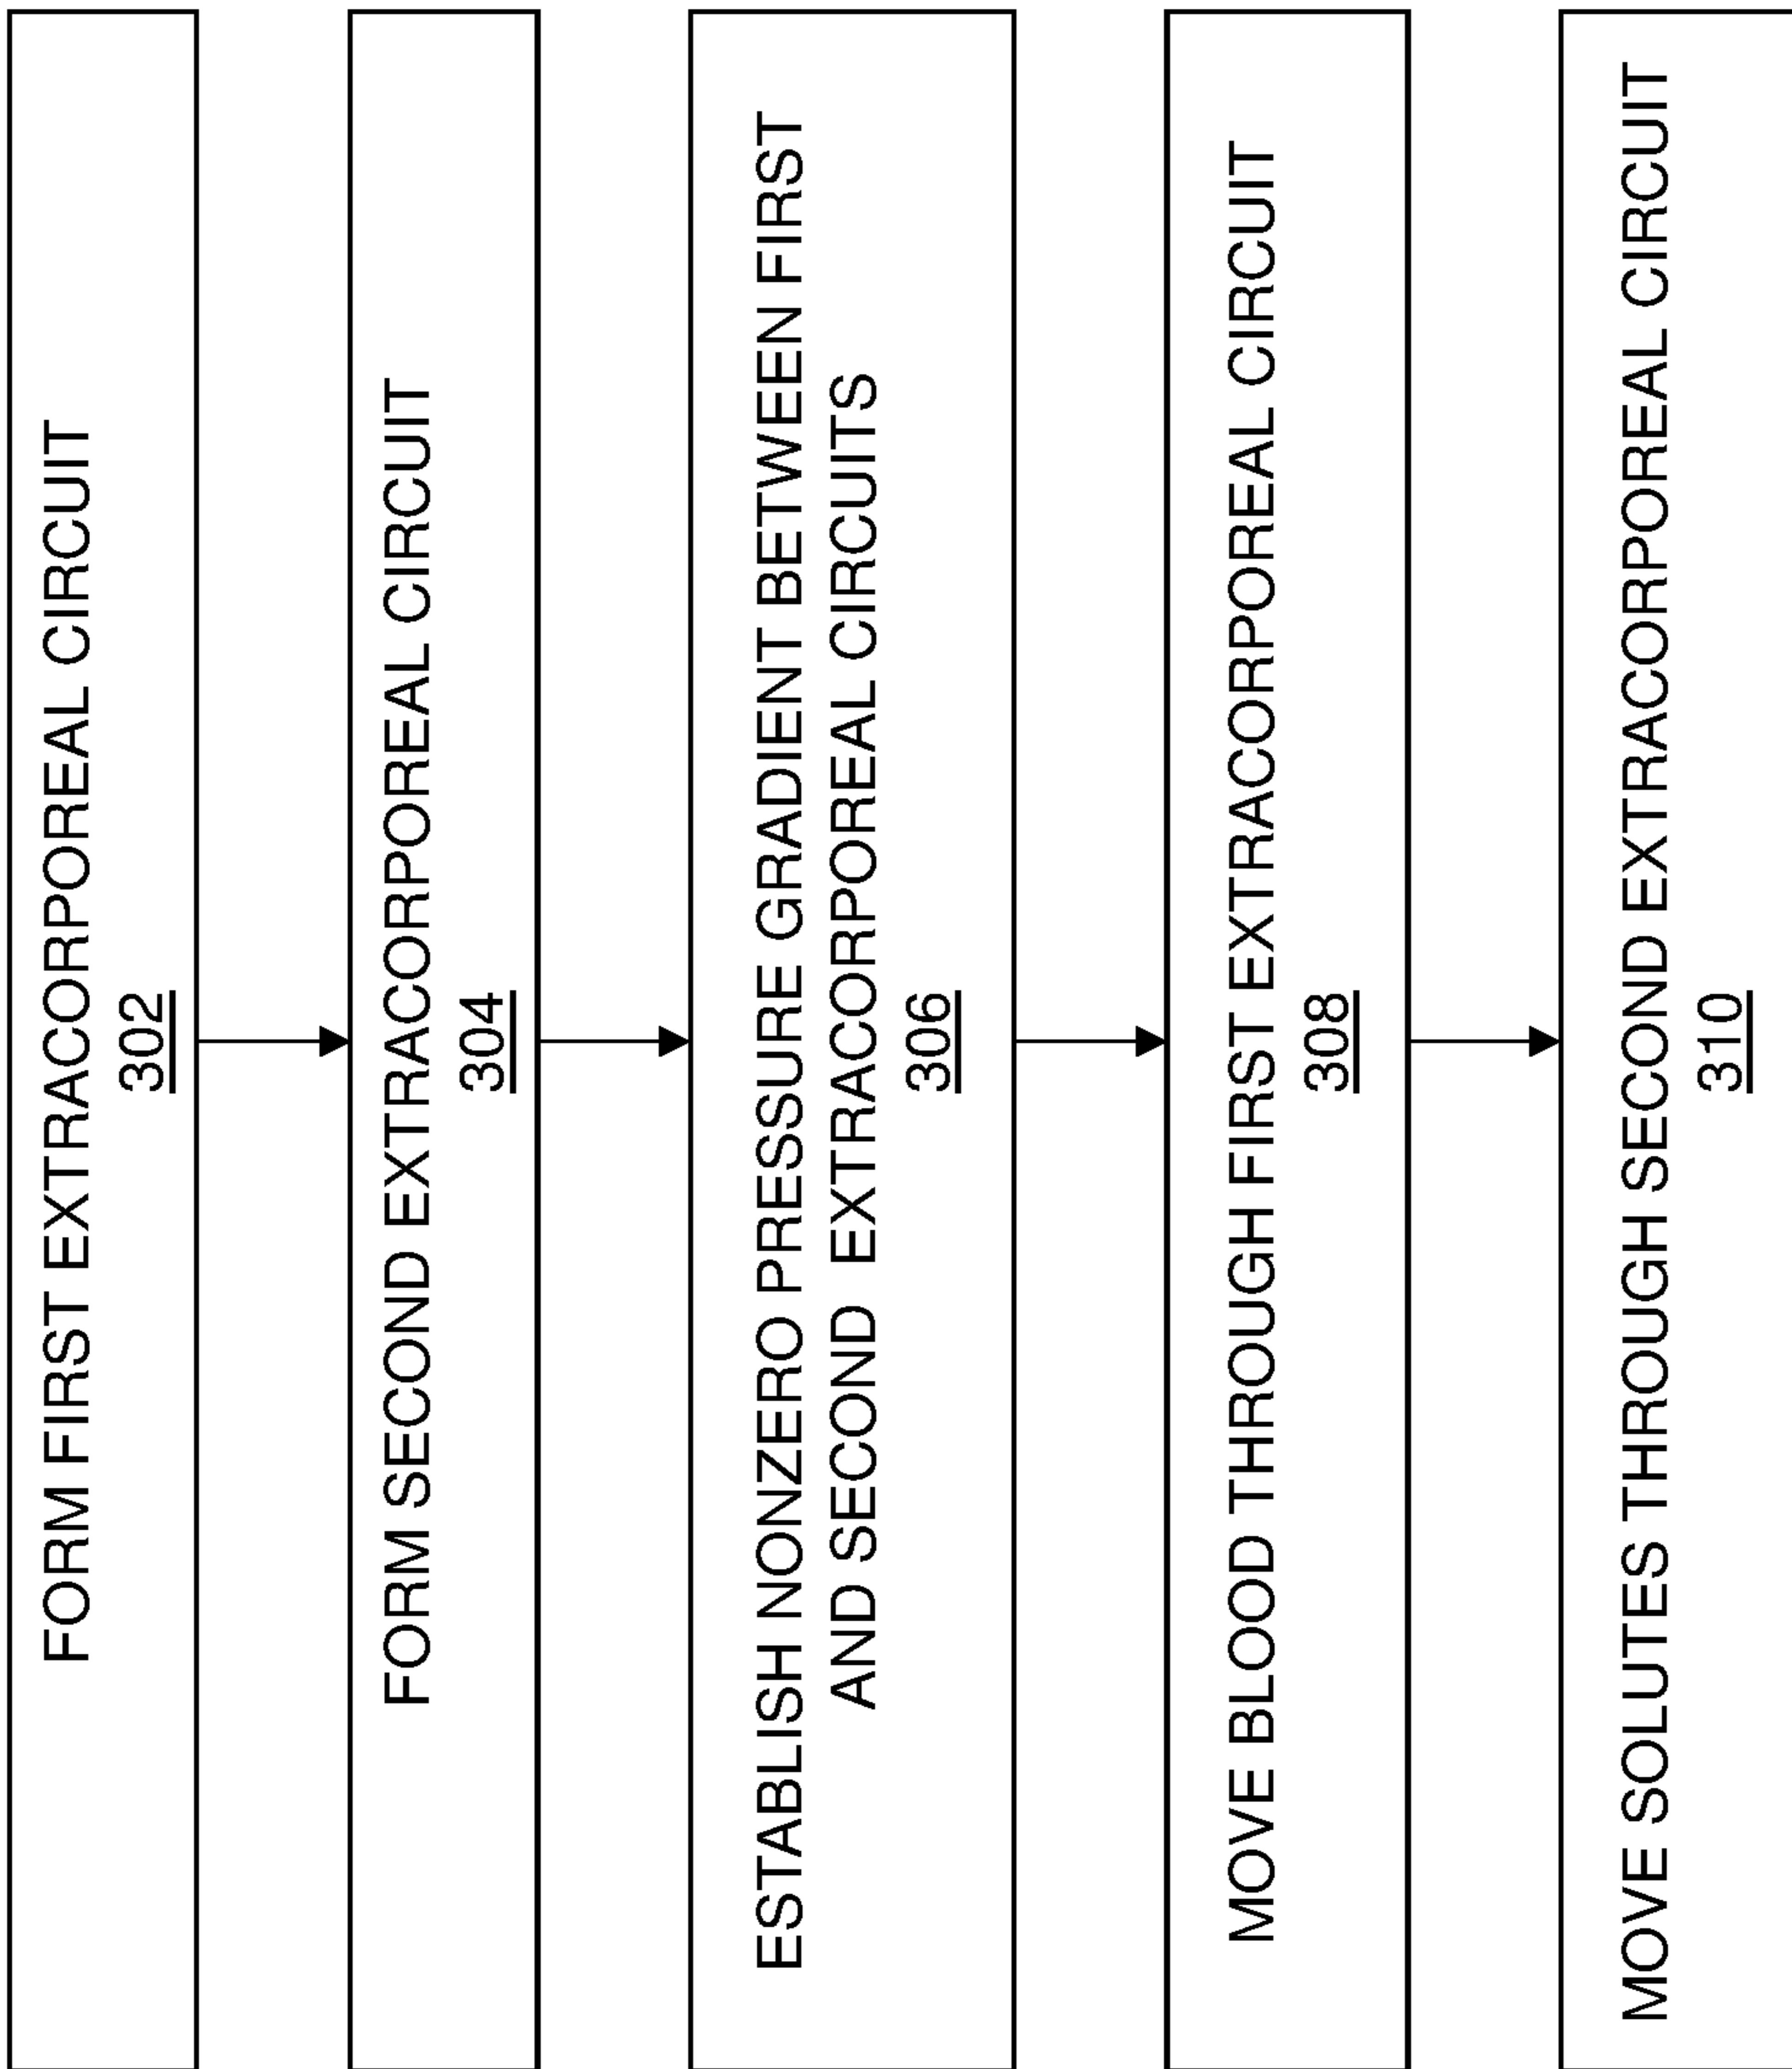 FORM FIRST EXTRACORPOREAL CIRCUIT
302
FORM SECOND EXTRACORPOREAL CIRCUIT
304
ESTABLISH NONZERO PRESSURE GRADIENT BETWEEN FIRST
AND SECOND EXTRACORPOREAL CIRCUITS
306
MOVE BLOOD THROUGH FIRST EXTRACORPOREAL CIRCUIT
308
MOVE SOLUTES THROUGH SECOND EXTRACORPOREAL CIRCUIT
310